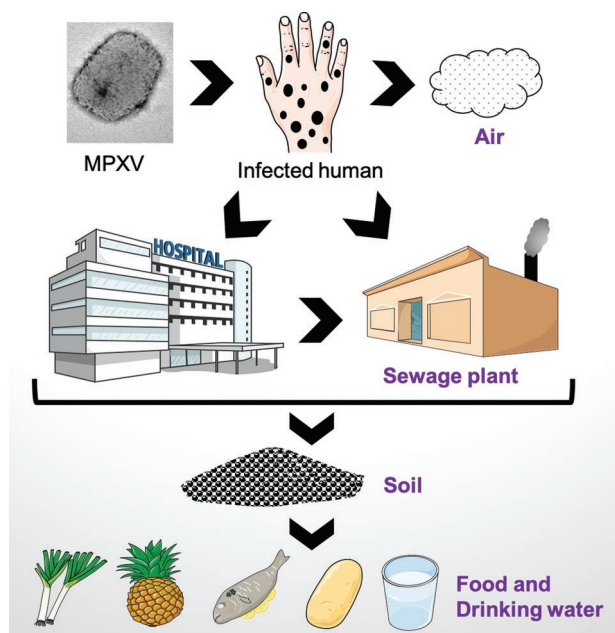 MPXV
Infected human
Air
HOSPITAL
Sewage plant
Soil
Food and
Drinking water